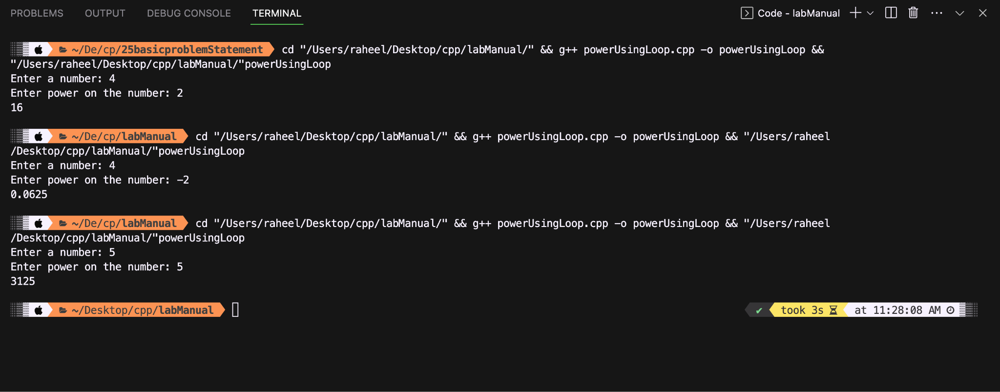 PROBLEMS OUTPUT DEBUG CONSOLE TERMINAL Code - labManual
~/De/cp/25basicproblemStatement cd "/Users/raheel/Desktop/cpp/labManual/" && g++ powerUsingLoop.cpp -o powerUsingLoop &&
"/Users/raheel/Desktop/cpp/labManual/"powerUsingLoop
Enter a number: 4
Enter power on the number: 2
16
~/De/cp/labManual cd "/Users/raheel/Desktop/cpp/labManual/" && g++ powerUsingLoop.cpp -o powerUsingLoop && "/Users/raheel
/Desktop/cpp/labManual/"powerUsingLoop
Enter a number: 4
Enter power on the number: -2
0.0625
~/De/cp/labManual cd "/Users/raheel/Desktop/cpp/labManual/" && g++ powerUsingLoop.cpp -o powerUsingLoop && "/Users/raheel
/Desktop/cpp/labManual/"powerUsingLoop
Enter a number: 5
Enter power on the number: 5
3125
~/Desktop/cpp/labManual ✔ took 3s at 11:28:08 AM